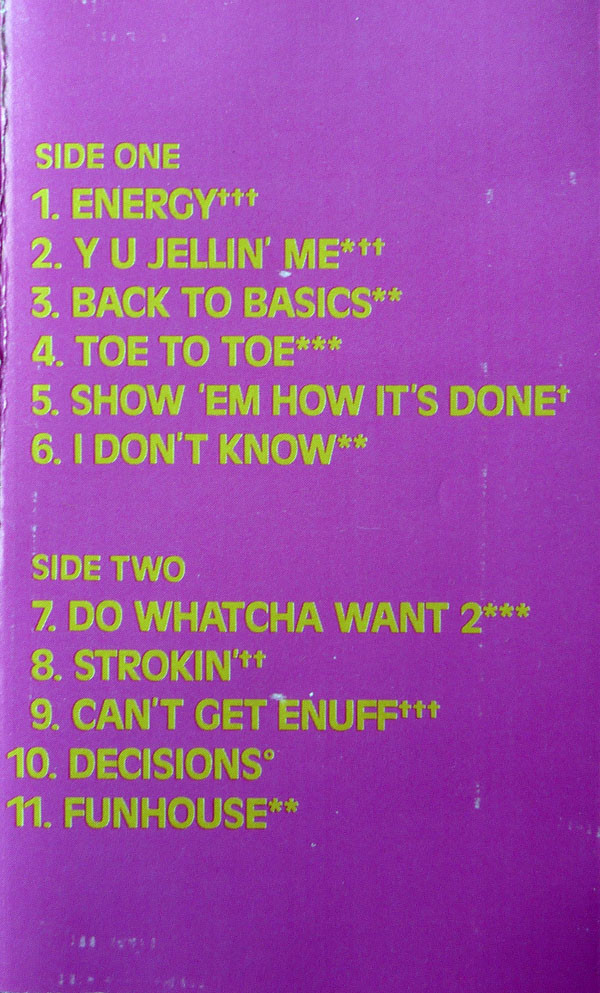 SIDE ONE
1. ENERGY†††
2. Y U JELLIN' ME*††
3. BACK TO BASICS**
4. TOE TO TOE***
5. SHOW 'EM HOW IT'S DONE†
6. I DON'T KNOW**
SIDE TWO
7. DO WHATCHA WANT 2***
8. STROKIN'††
9. CAN'T GET ENUFF†††
10. DECISIONS°
11. FUNHOUSE**